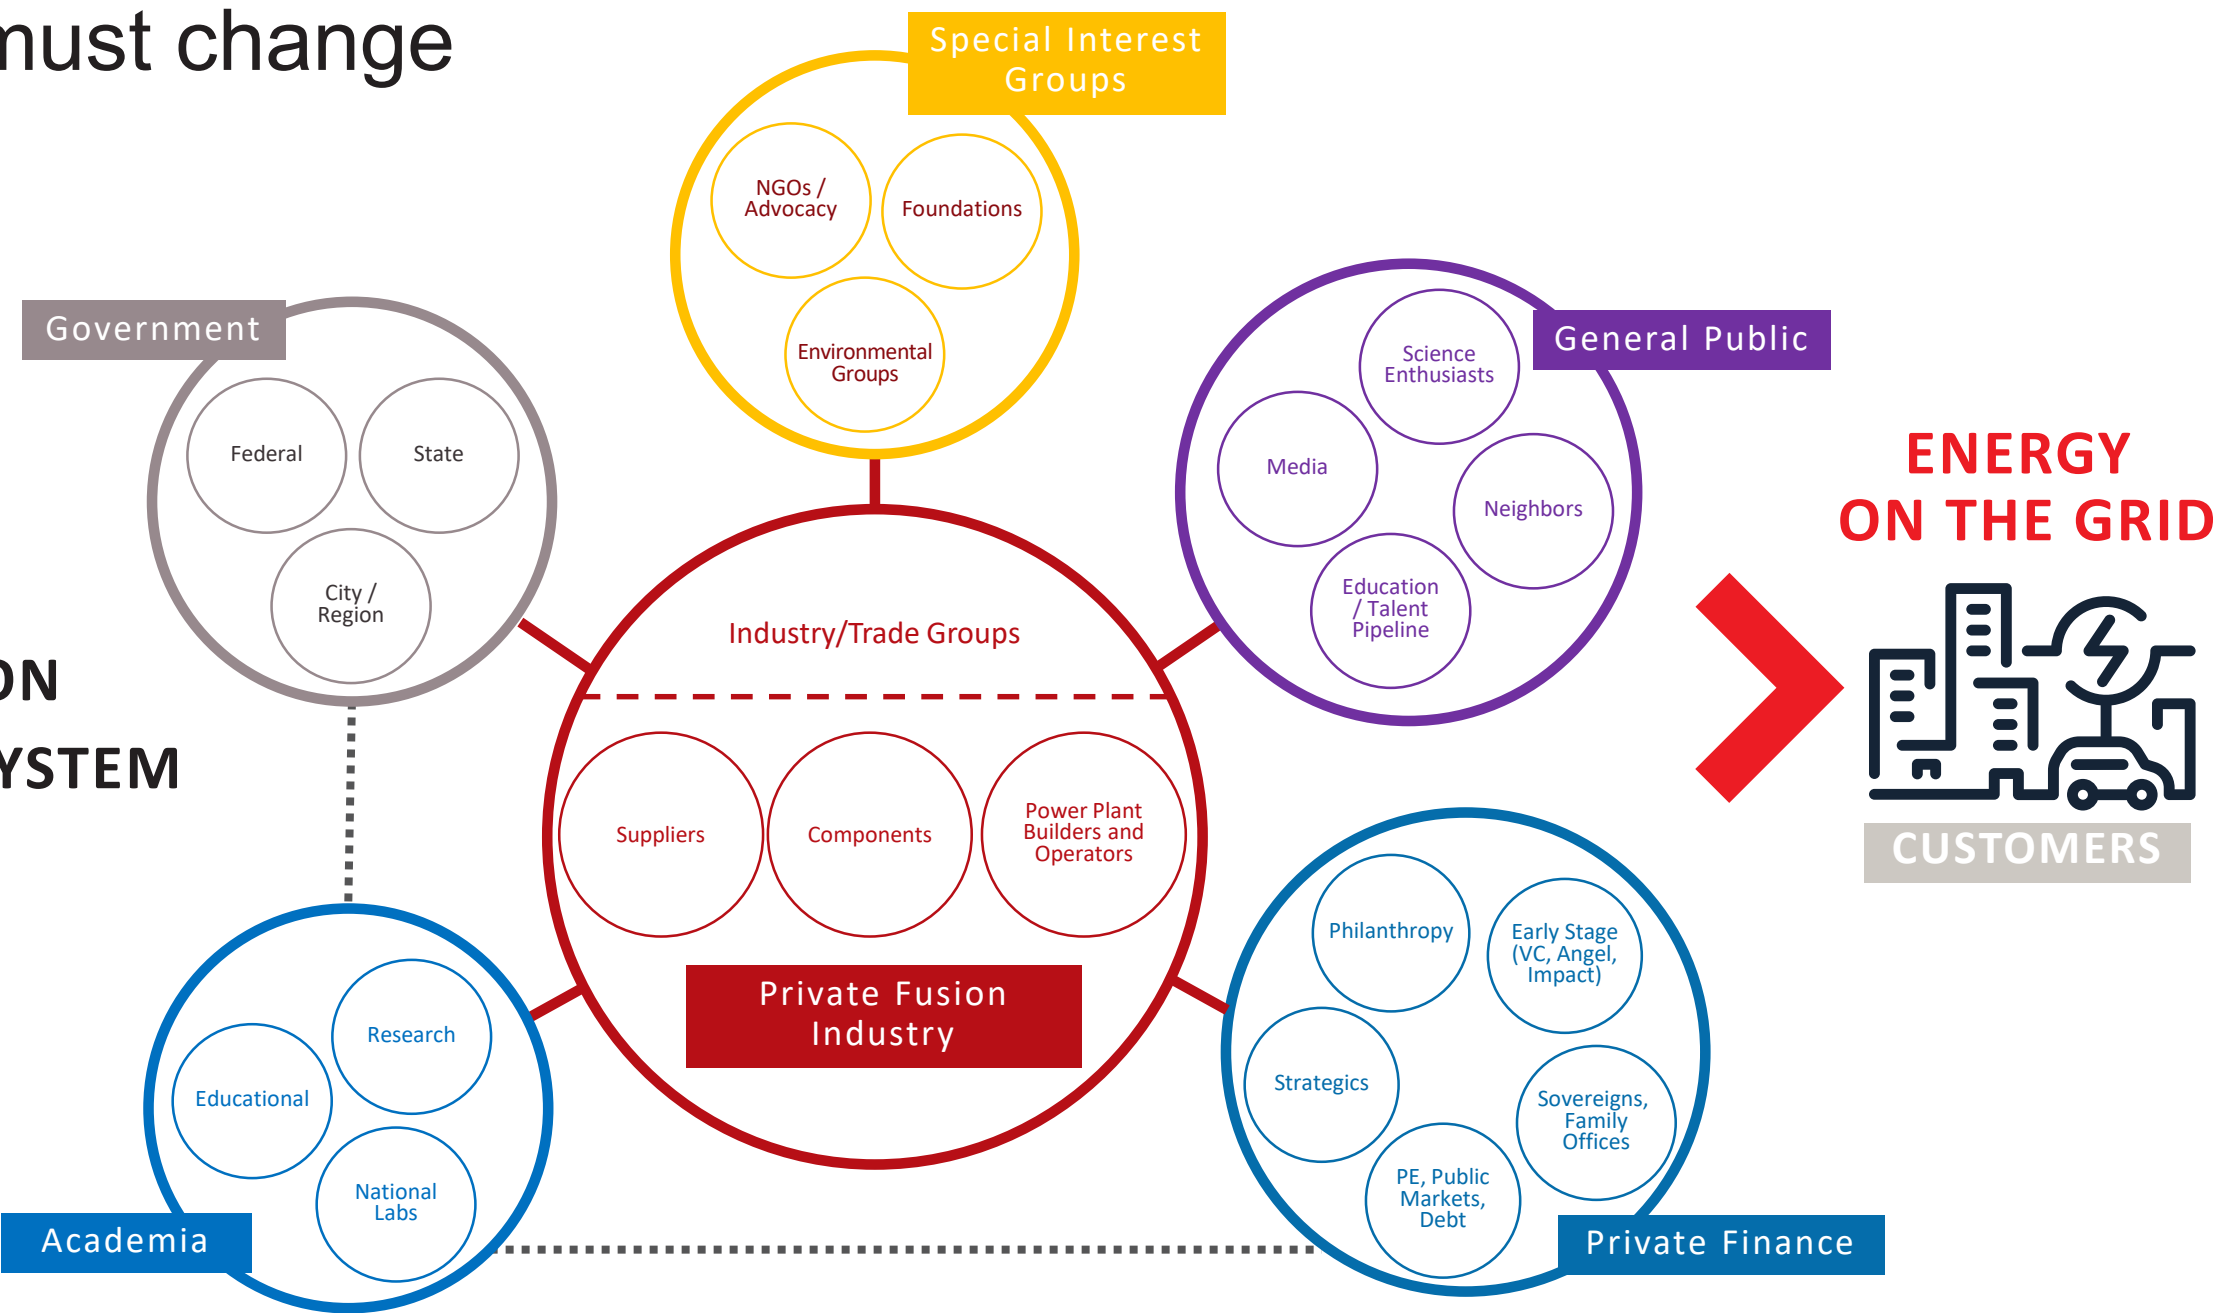 must change
Special Interest
Groups
NGOs /
Advocacy
Foundations
Environmental
Groups
Government
Federal
State
City /
Region
General Public
Science
Enthusiasts
Media
Neighbors
Education
/ Talent
Pipeline
ENERGY
ON THE GRID
CUSTOMERS
ON
YSTEM
Industry/Trade Groups
Suppliers
Components
Power Plant
Builders and
Operators
Private Fusion
Industry
Research
Educational
National
Labs
Academia
Philanthropy
Early Stage
(VC, Angel,
Impact)
Strategics
Sovereigns,
Family
Offices
PE, Public
Markets,
Debt
Private Finance